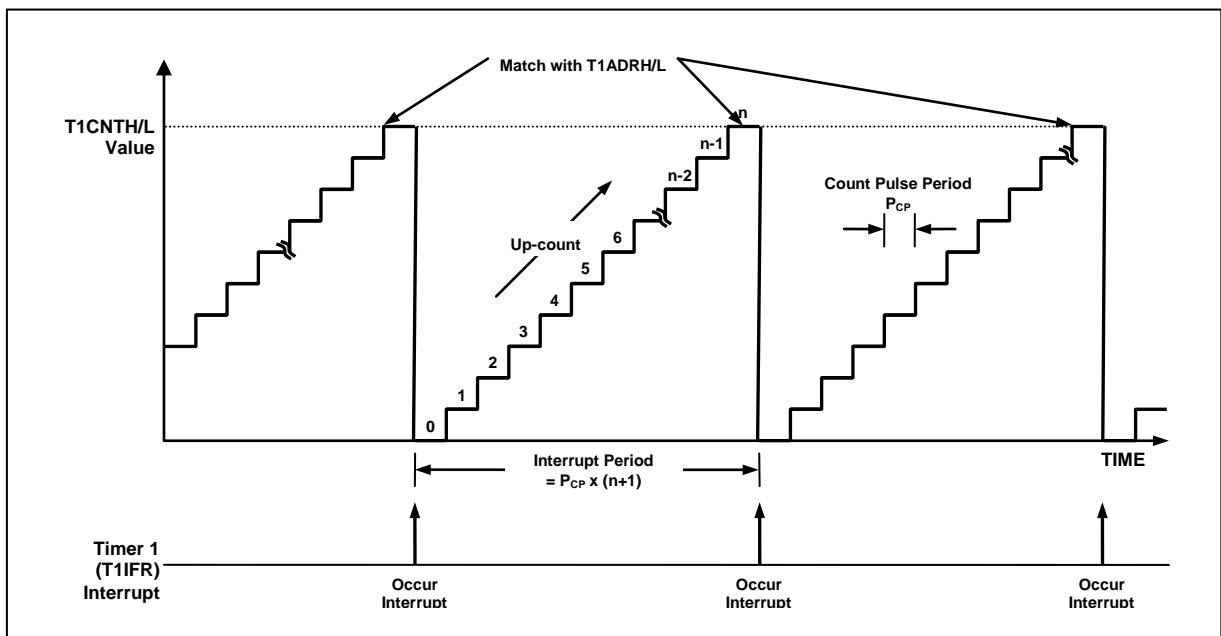 Match with T1ADRH/L
T1CNTH/L
Value
n
n-1
n-2
Count Pulse Period
PCP
Up-count
6
5
4
3
2
1
0
TIME
Interrupt Period
= PCP x (n+1)
Timer 1
(T1IFR)
Interrupt
Occur
Interrupt
Occur
Interrupt
Occur
Interrupt